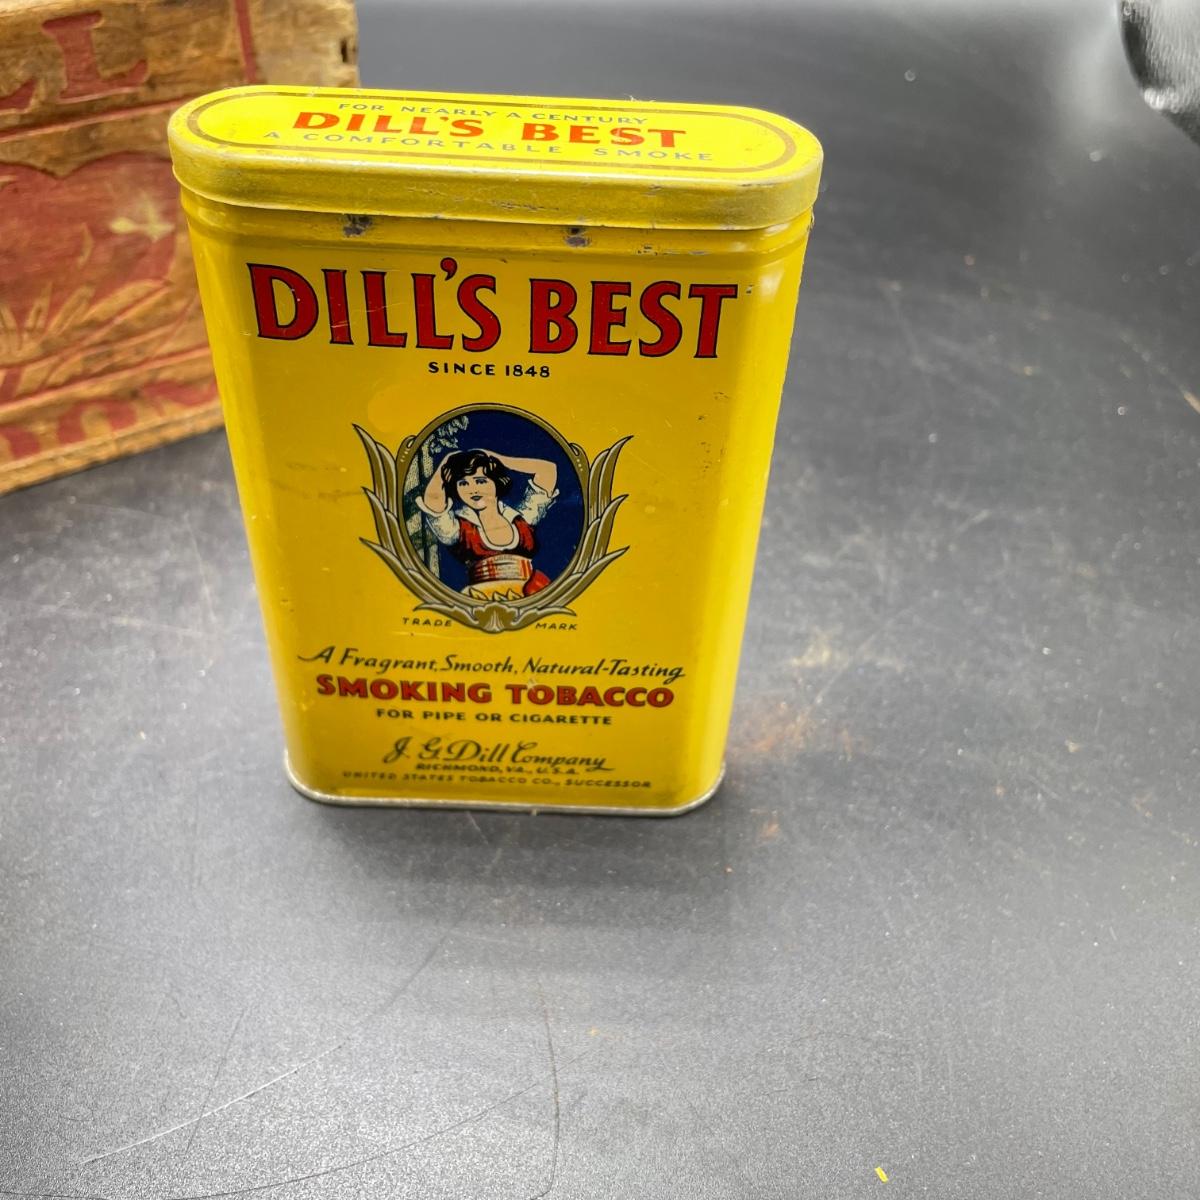 FOR NEARLY A CENTURY
DILL'S BEST
A COMFORTABLE SMOKE
DILL'S BEST
SINCE 1848
TRADE MARK
A Fragrant, Smooth, Natural-Tasting
SMOKING TOBACCO
FOR PIPE OR CIGARETTE
J. G. Dill Company
RICHMOND, VA., U.S.A.
UNITED STATES TOBACCO CO., SUCCESSOR